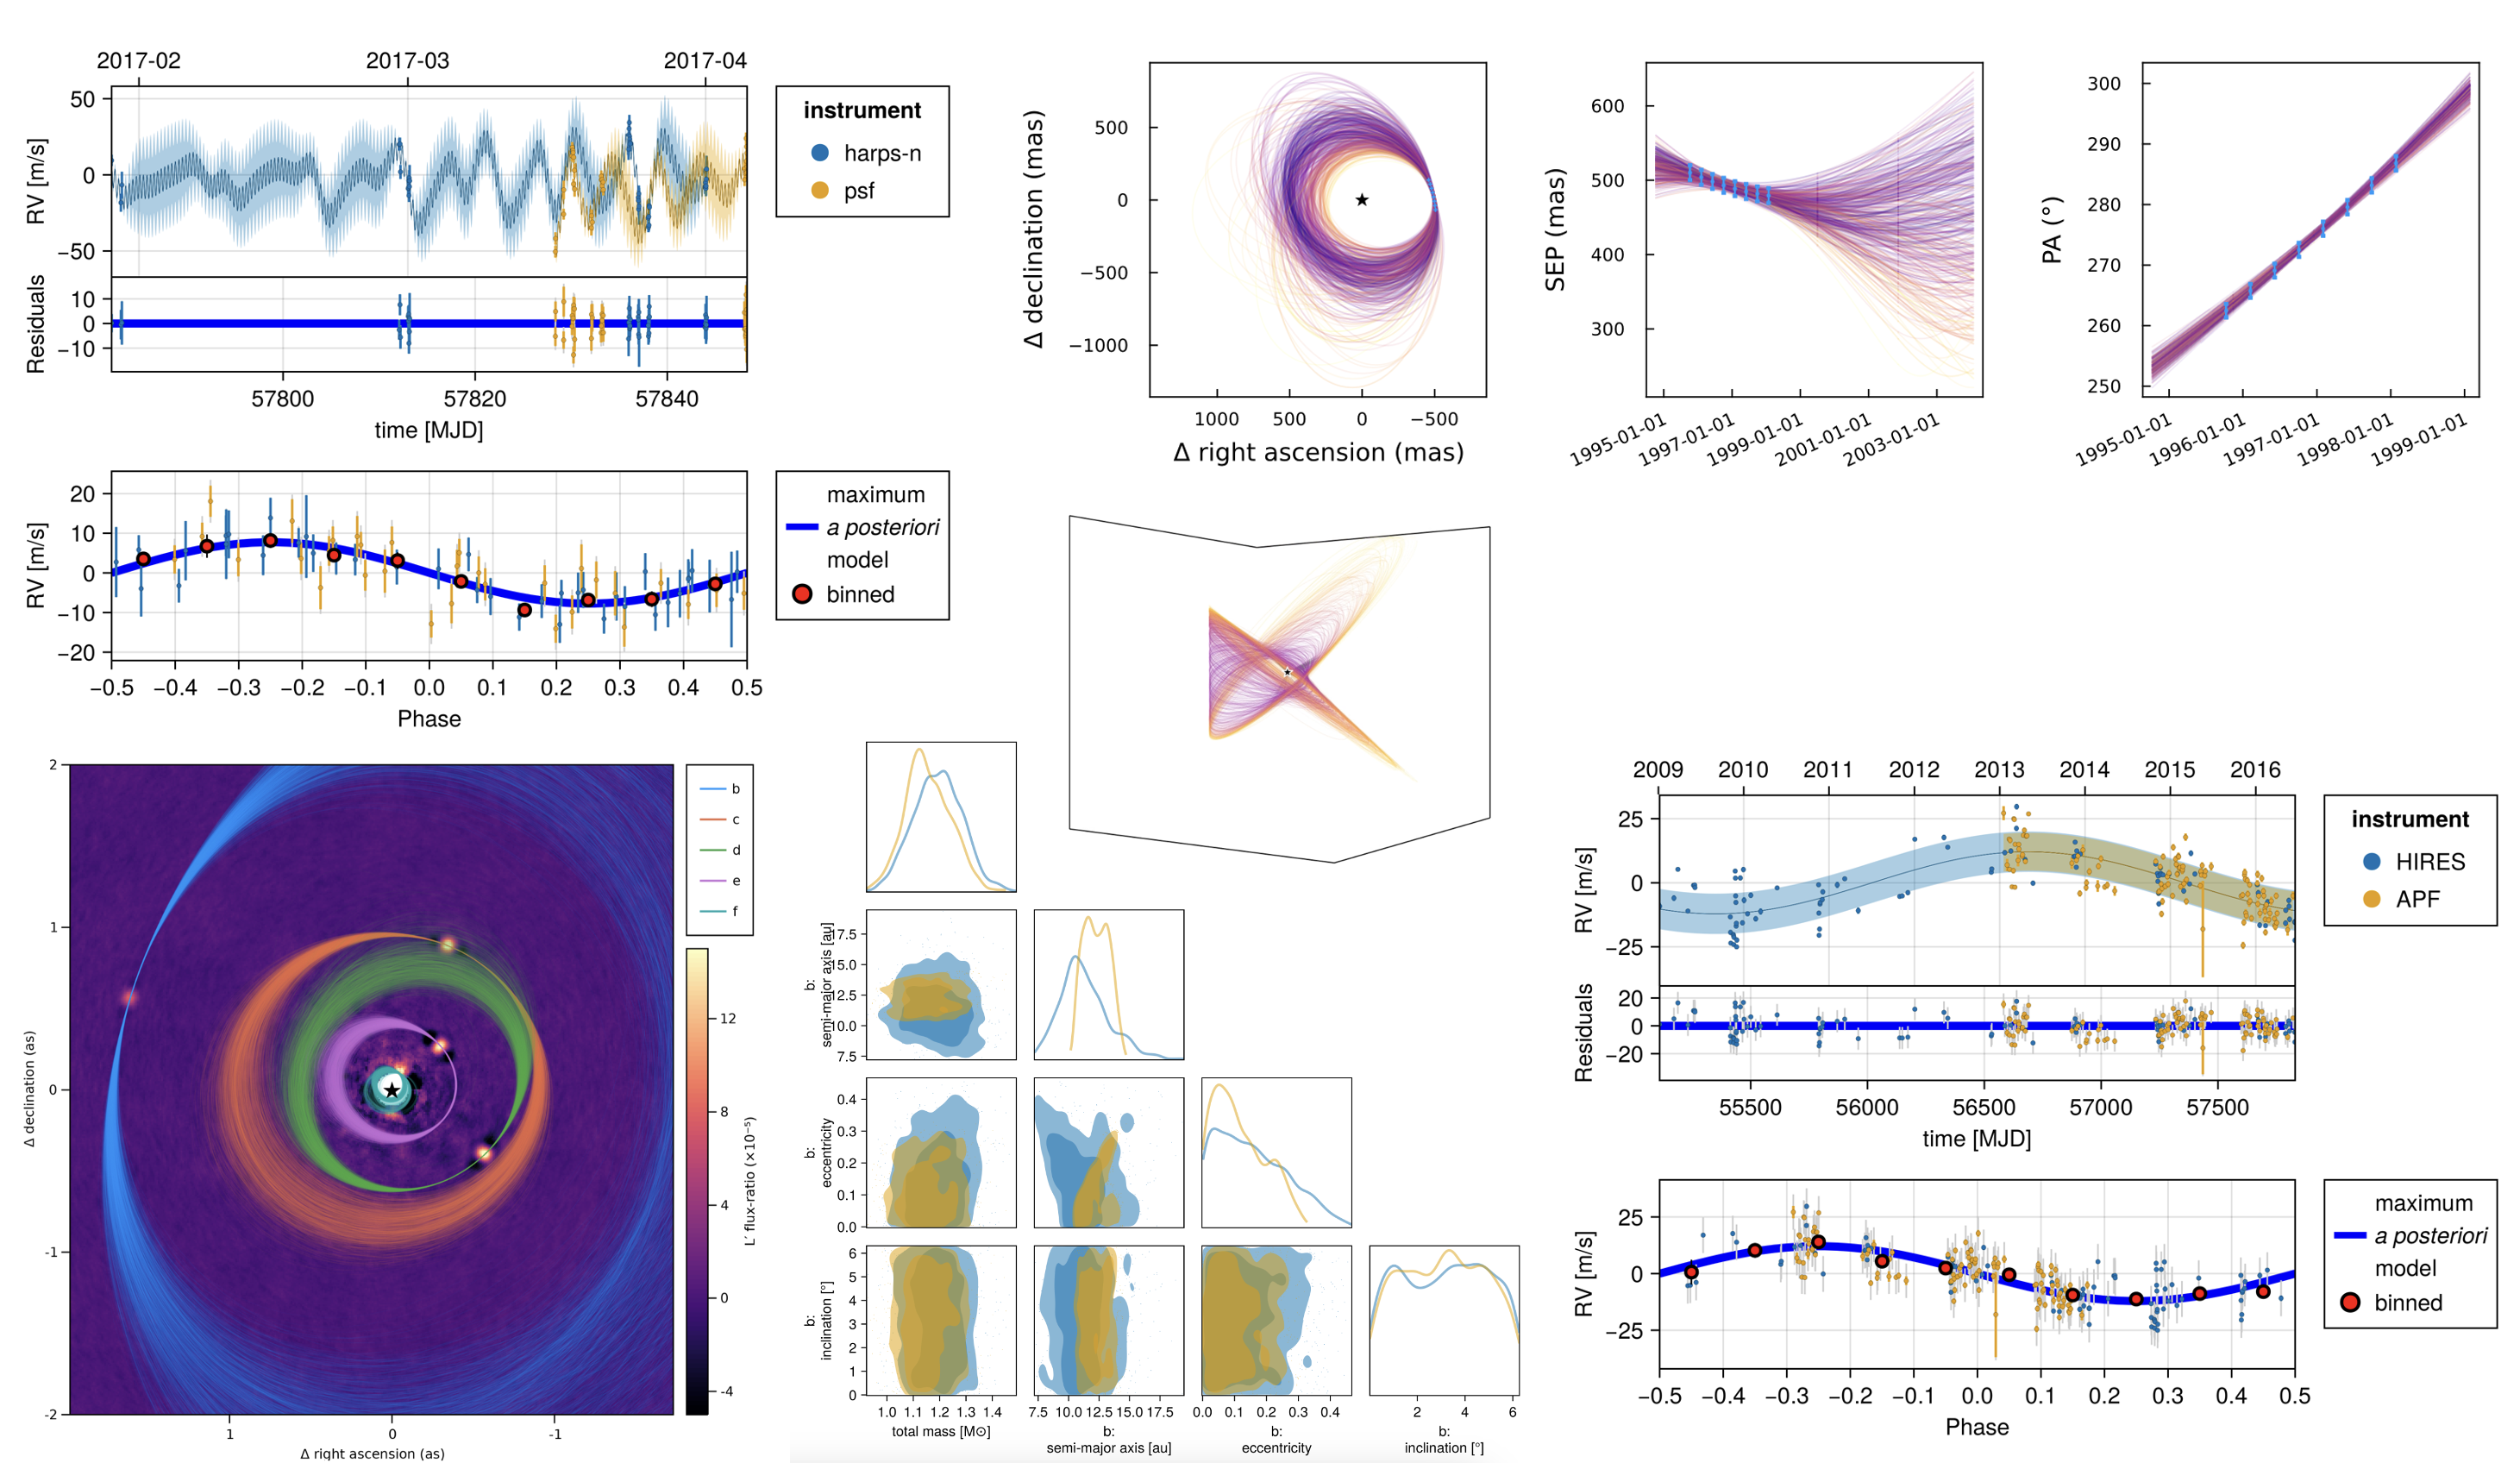 2017-02 2017-03 2017-04
50
0
−50
RV [m/s]
10
0
−10
Residuals
57800 57820 57840
time [MJD]
instrument
harps-n
psf
20
10
0
−10
−20
RV [m/s]
−0.5 −0.4 −0.3 −0.2 −0.1 0.0 0.1 0.2 0.3 0.4 0.5
Phase
maximum
a posteriori
model
binned
500
0
−500
−1000
Δ declination (mas)
1000 500 0 −500
Δ right ascension (mas)
600
500
400
300
SEP (mas)
1995-01-01 1997-01-01 1999-01-01 2001-01-01 2003-01-01
300
290
280
270
260
250
PA (°)
1995-01-01 1996-01-01 1997-01-01 1998-01-01 1999-01-01
2
1
0
-1
-2
Δ declination (as)
1 0 -1
Δ right ascension (as)
b
c
d
e
f
12
8
4
0
-4
L′ flux-ratio (×10⁻⁵)
17.5
15.0
12.5
10.0
7.5
b:
semi-major axis [au]
0.4
0.3
0.2
0.1
0.0
b:
eccentricity
6
5
4
3
2
1
0
b:
inclination [°]
1.0 1.1 1.2 1.3 1.4
total mass [M⊙]
7.5 10.0 12.5 15.0 17.5
b:
semi-major axis [au]
0.0 0.1 0.2 0.3 0.4
b:
eccentricity
2 4 6
b:
inclination [°]
2009 2010 2011 2012 2013 2014 2015 2016
25
0
−25
RV [m/s]
20
0
−20
Residuals
55500 56000 56500 57000 57500
time [MJD]
instrument
HIRES
APF
25
0
−25
RV [m/s]
−0.5 −0.4 −0.3 −0.2 −0.1 0.0 0.1 0.2 0.3 0.4 0.5
Phase
maximum
a posteriori
model
binned